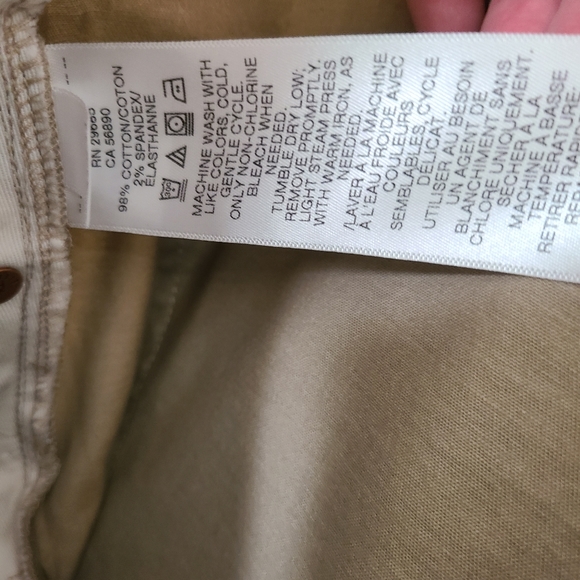 RN 29685
CA 56890
98% COTTON/COTON
2% SPANDEX/
ÉLASTHANNE
MACHINE WASH WITH
LIKE COLORS, COLD,
GENTLE CYCLE.
ONLY NON-CHLORINE
BLEACH WHEN
NEEDED.
TUMBLE DRY LOW;
REMOVE PROMPTLY.
LIGHT STEAM PRESS
WITH WARM IRON, AS
NEEDED.
/LAVER À LA MACHINE
À L'EAU FROIDE AVEC
COULEURS
SEMBLABLES, CYCLE
DÉLICAT.
UTILISER AU BESOIN
UN AGENT DE
BLANCHIMENT SANS
CHLORE UNIQUEMENT.
SÉCHER À LA
MACHINE À BASSE
TEMPÉRATURE;
RETIRER